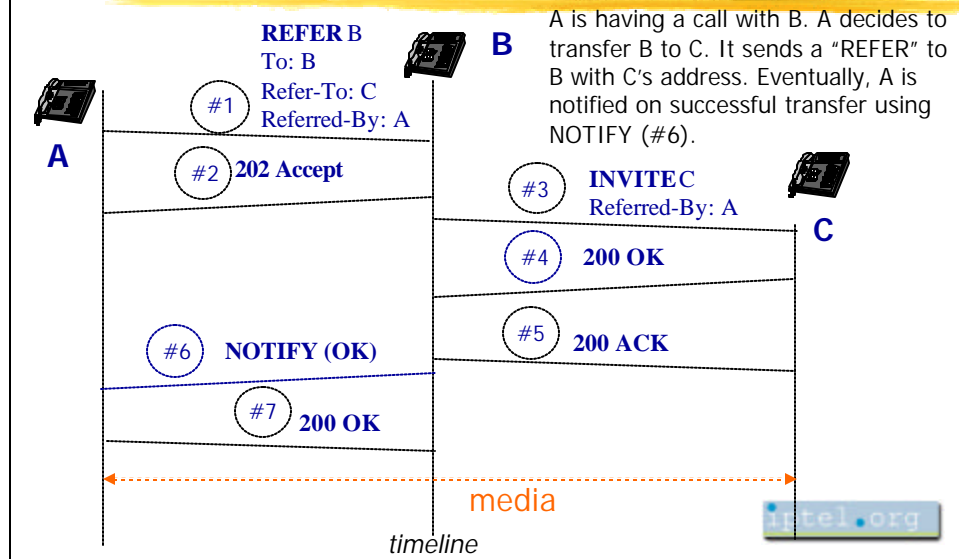 A is having a call with B. A decides to
transfer B to C. It sends a “REFER” to
B with C’s address. Eventually, A is
notified on successful transfer using
NOTIFY (#6).
REFER B
To: B
Refer-To: C
Referred-By: A
B
#1
A
#2 202 Accept
#3 INVITE C
Referred-By: A
C
#4 200 OK
#5 200 ACK
#6 NOTIFY (OK)
#7 200 OK
media
iptel.org
timeline